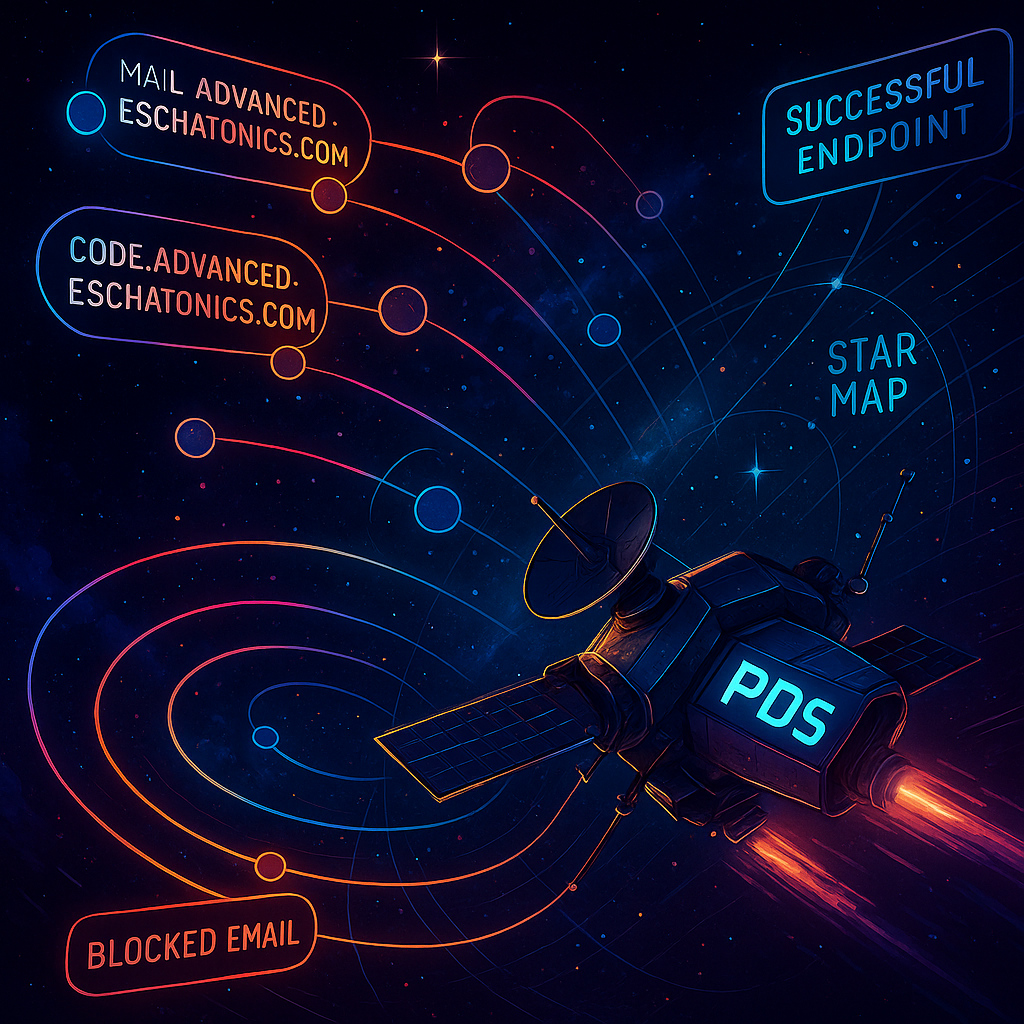 MAIL ADVANCED.
ESCHATONICS.COM
SUCCESSFUL
ENDPOINT
CODE.ADVANCED.
ESCHATONICS.COM
STAR
MAP
PDS
BLOCKED EMAIL